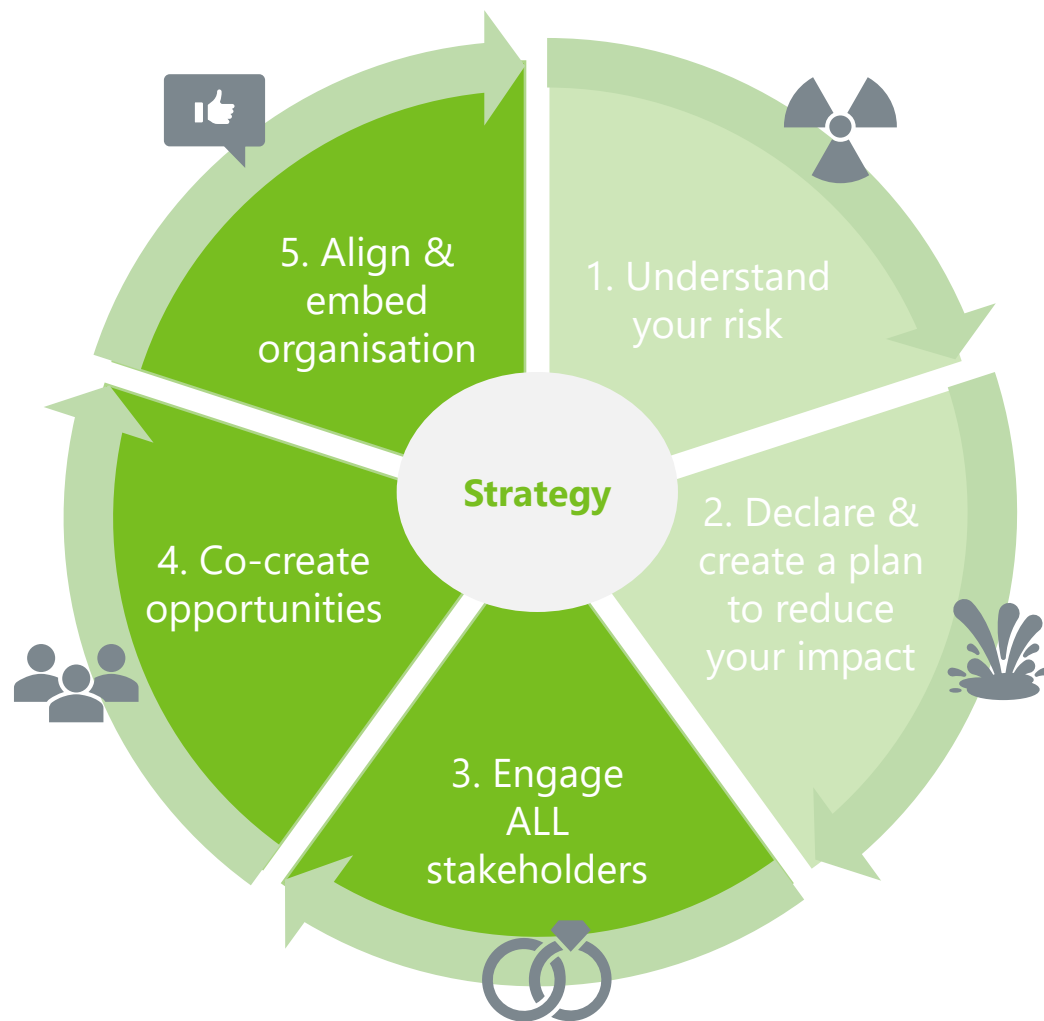 1. Understand
your risk
2. Declare &
create a plan
to reduce
your impact
3. Engage
ALL
stakeholders
4. Co-create
opportunities
5. Align &
embed
organisation
Strategy